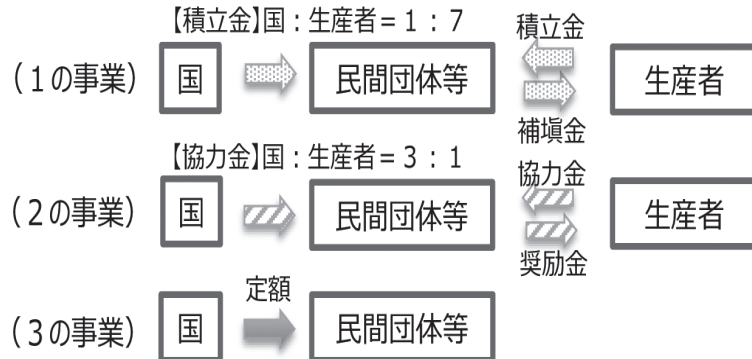 【積立金】国：生産者＝１：７
積立金
（１の事業） 国 民間団体等 生産者
補塡金
【協力金】国：生産者＝３：１
協力金
（２の事業） 国 民間団体等 生産者
奨励金
定額
（３の事業） 国 民間団体等